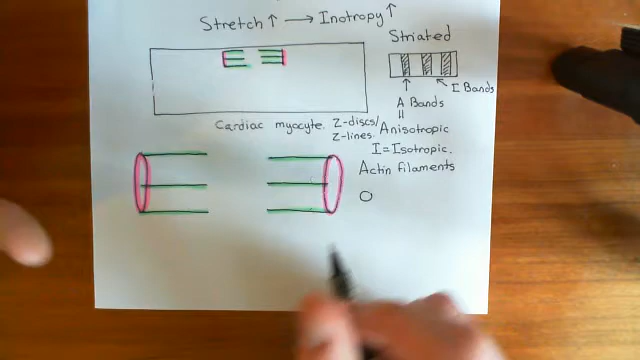 Stretch ↑ → Inotropy ↑
Striated
I Bands
A Bands
=
Cardiac myocyte.
Z-discs/
Z-lines.
Anisotropic
I = Isotropic.
Actin filaments